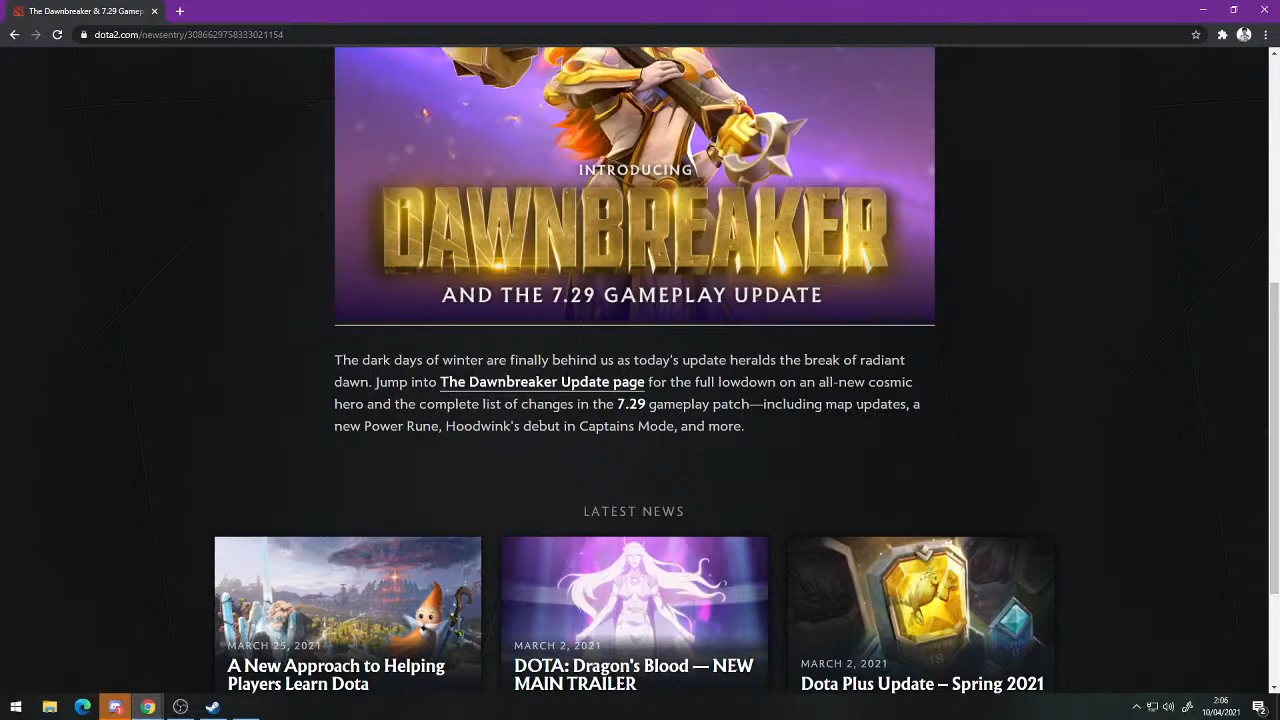 The Dawnbreaker & 7.29 Gamep
dota2.com/newsentry/3086629758333021154
INTRODUCING
DAWNBREAKER
AND THE 7.29 GAMEPLAY UPDATE
The dark days of winter are finally behind us as today's update heralds the break of radiant
dawn. Jump into The Dawnbreaker Update page for the full lowdown on an all-new cosmic
hero and the complete list of changes in the 7.29 gameplay patch—including map updates, a
new Power Rune, Hoodwink's debut in Captains Mode, and more.
LATEST NEWS
MARCH 25, 2021
A New Approach to Helping
Players Learn Dota
MARCH 2, 2021
DOTA: Dragon's Blood — NEW
MAIN TRAILER
MARCH 2, 2021
Dota Plus Update – Spring 2021
2:06
10/04/2021